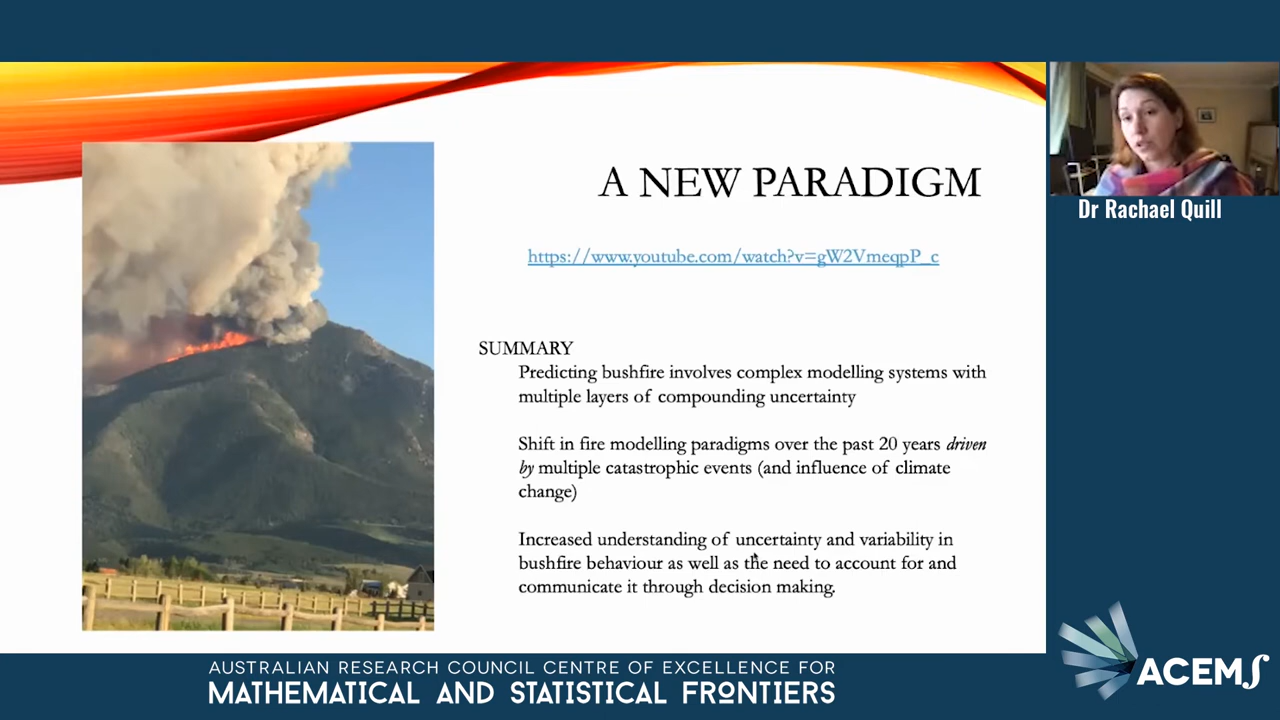 A NEW PARADIGM
https://www.youtube.com/watch?v=gW2VmeqpP_c
SUMMARY
Predicting bushfire involves complex modelling systems with
multiple layers of compounding uncertainty
Shift in fire modelling paradigms over the past 20 years driven
by multiple catastrophic events (and influence of climate
change)
Increased understanding of uncertainty and variability in
bushfire behaviour as well as the need to account for and
communicate it through decision making.
Dr Rachael Quill
AUSTRALIAN RESEARCH COUNCIL CENTRE OF EXCELLENCE FOR
MATHEMATICAL AND STATISTICAL FRONTIERS
ACEMS